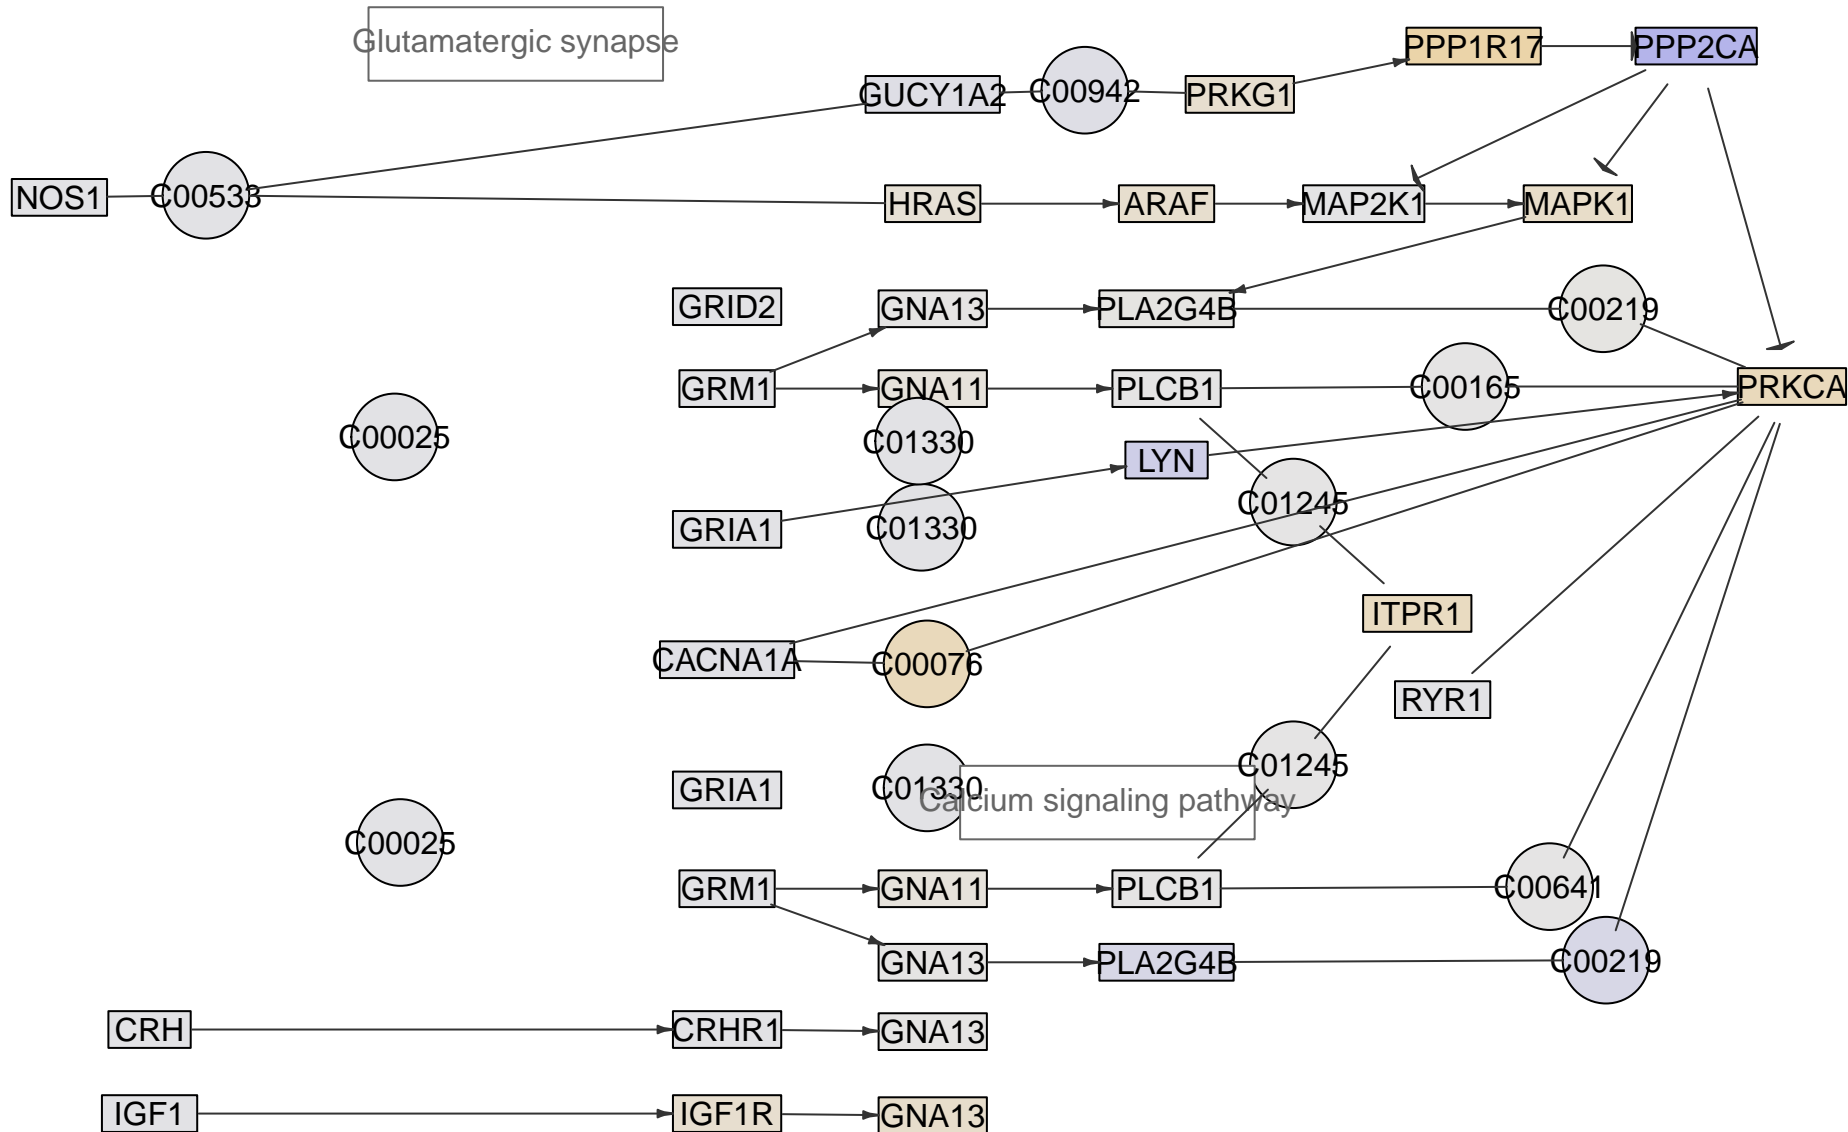 Glutamatergic synapse
PPP1R17
PPP2CA
GUCY1A2
C00942
PRKG1
NOS1
C00533
HRAS
ARAF
MAP2K1
MAPK1
GRID2
GNA13
PLA2G4B
C00219
GRM1
GNA11
PLCB1
C00165
PRKCA
C00025
C01330
LYN
C01245
GRIA1
C01330
ITPR1
CACNA1A
C00076
RYR1
C01245
GRIA1
C01330
Calcium signaling pathway
C00025
GRM1
GNA11
PLCB1
C00641
GNA13
PLA2G4B
C00219
CRH
CRHR1
GNA13
IGF1
IGF1R
GNA13